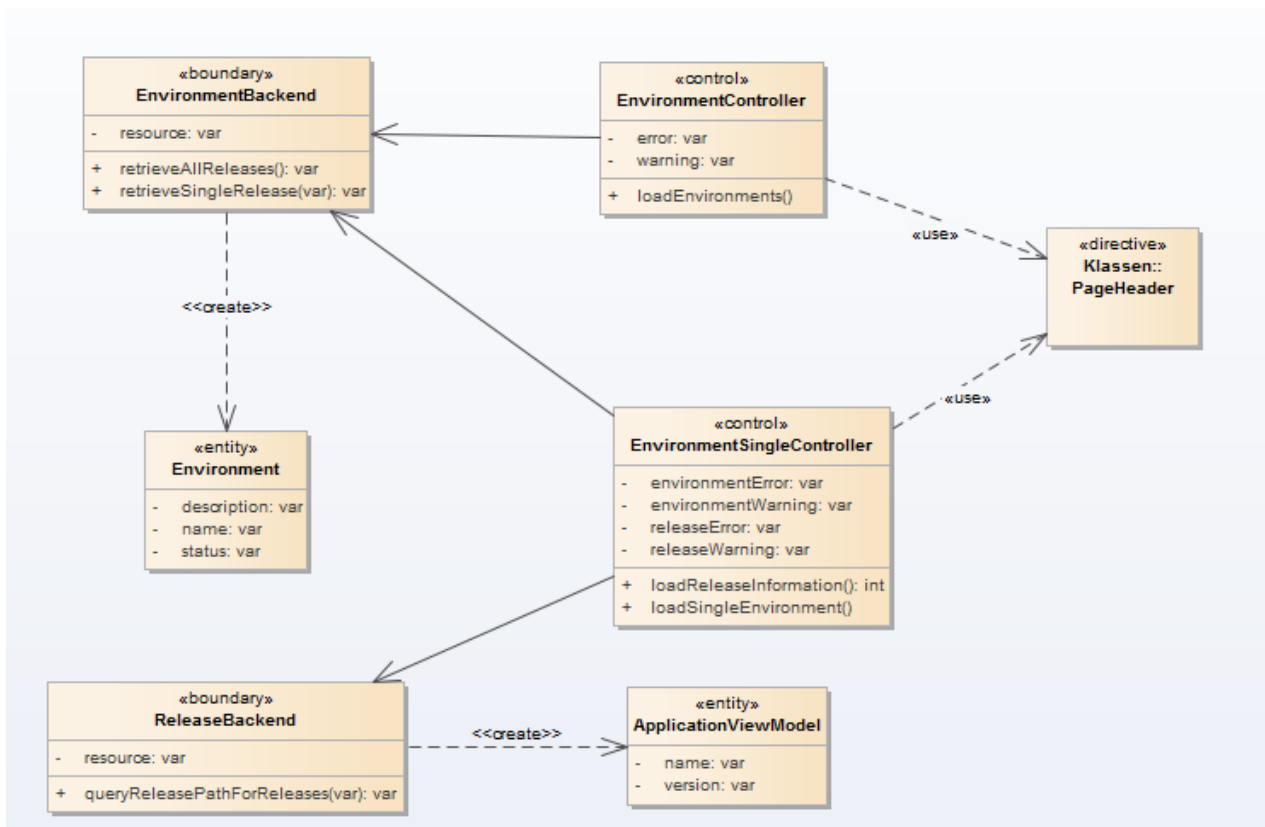 «boundary»
EnvironmentBackend
- resource: var
+ retrieveAllReleases(): var
+ retrieveSingleRelease(var): var
«control»
EnvironmentController
- error: var
- warning: var
+ loadEnvironments()
«use»
«directive»
Klassen::
PageHeader
<<create>>
«use»
«control»
EnvironmentSingleController
- environmentError: var
- environmentWarning: var
- releaseError: var
- releaseWarning: var
+ loadReleaseInformation(): int
+ loadSingleEnvironment()
«entity»
Environment
- description: var
- name: var
- status: var
«boundary»
ReleaseBackend
- resource: var
+ queryReleasePathForReleases(var): var
<<create>>
«entity»
ApplicationViewModel
- name: var
- version: var